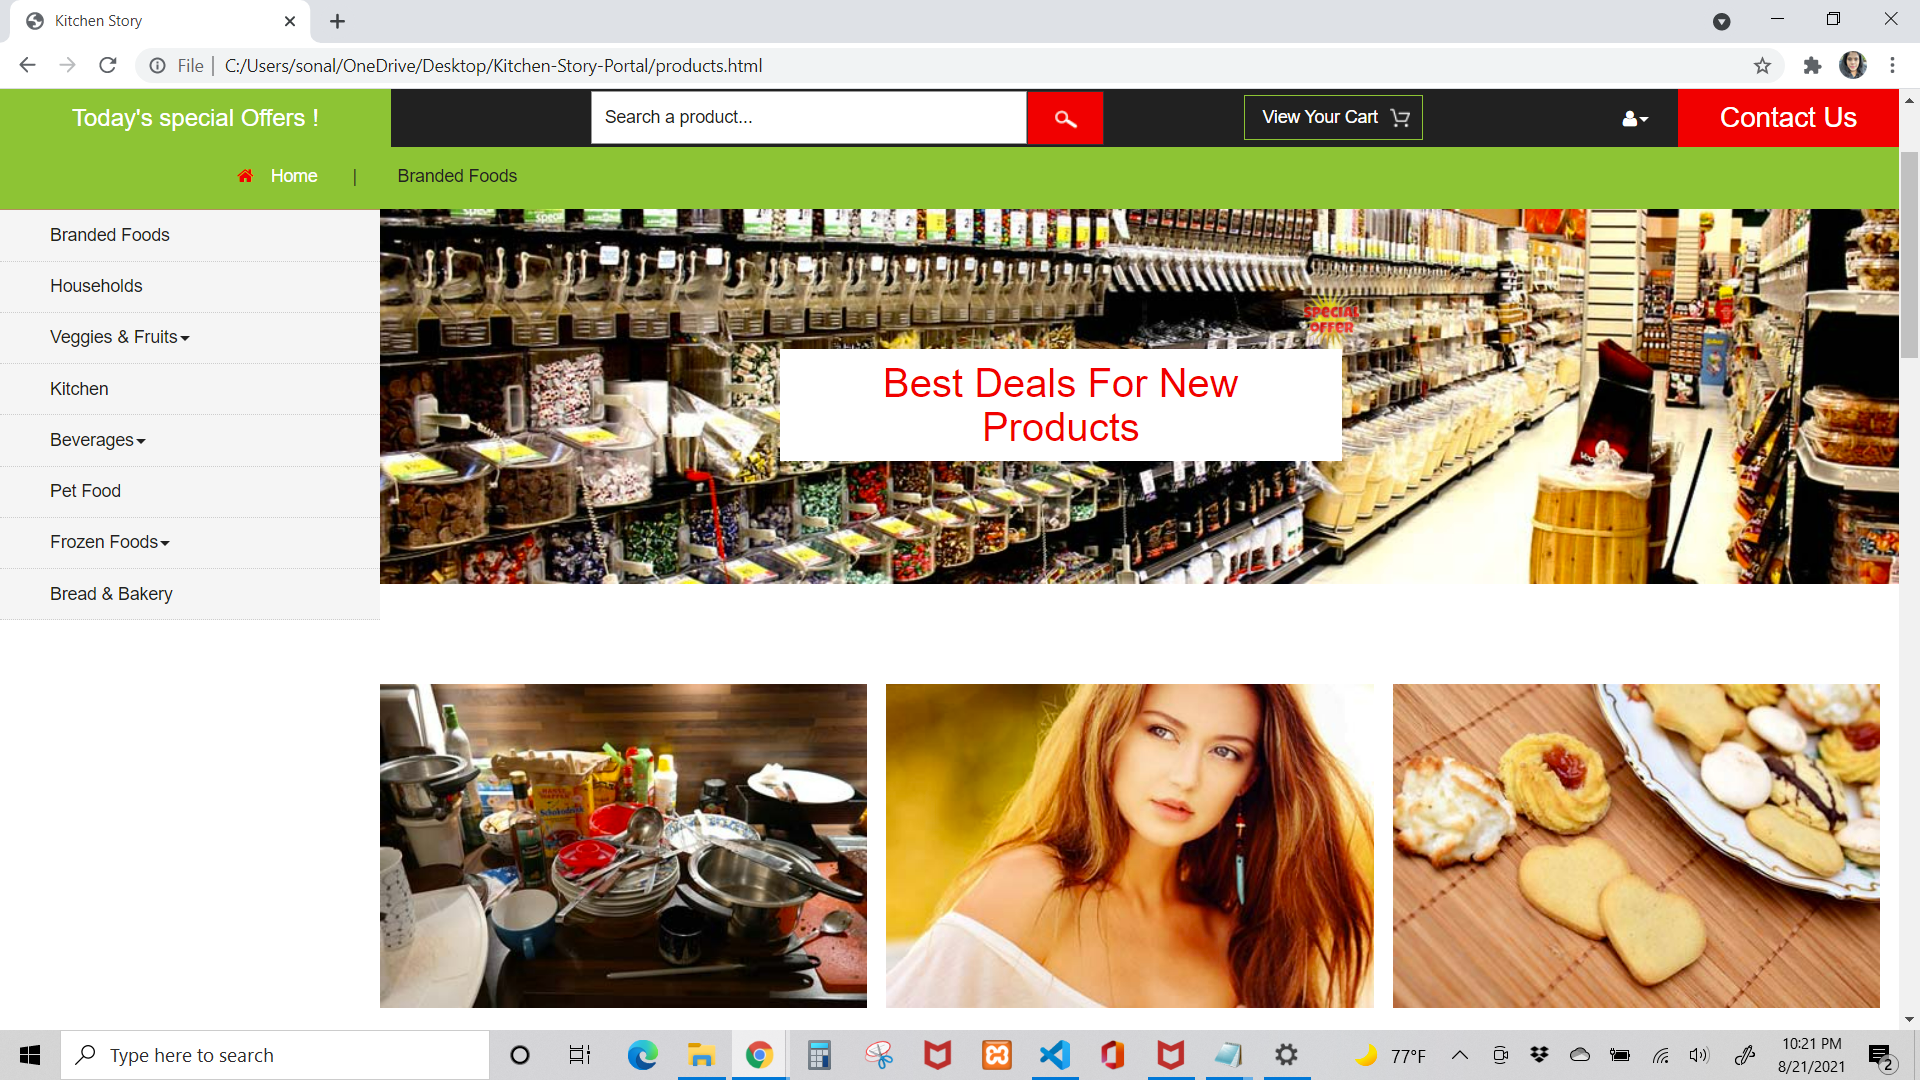 Kitchen Story
File
C:/Users/sonal/OneDrive/Desktop/Kitchen-Story-Portal/products.html
Today's special Offers !
Search a product...
View Your Cart
Contact Us
Home | Branded Foods
Branded Foods
Households
Veggies & Fruits
Kitchen
Beverages
Pet Food
Frozen Foods
Bread & Bakery
SPECIAL
OFFER
Best Deals For New
Products
Type here to search
77°F
10:21 PM
8/21/2021
2